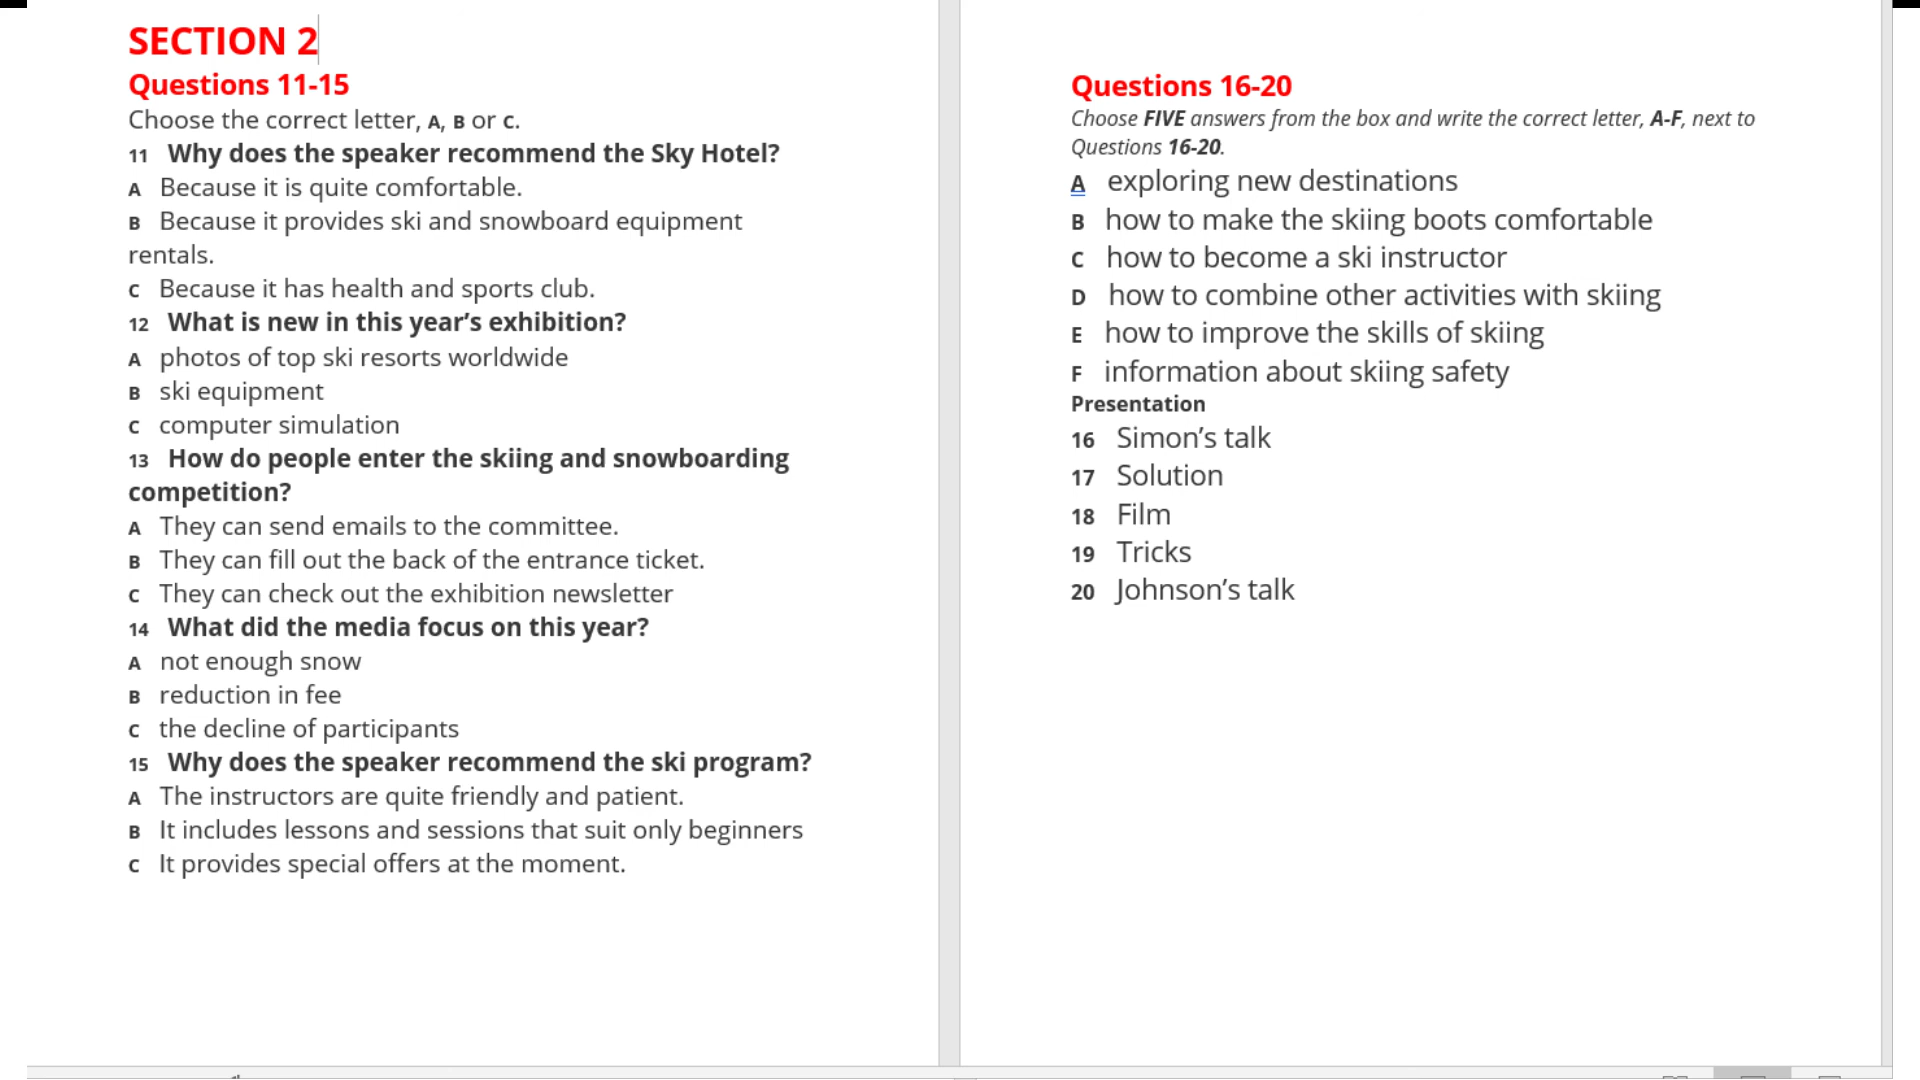 SECTION 2
Questions 11-15
Choose the correct letter, A, B or C.
11 Why does the speaker recommend the Sky Hotel?
A Because it is quite comfortable.
B Because it provides ski and snowboard equipment
rentals.
C Because it has health and sports club.
12 What is new in this year’s exhibition?
A photos of top ski resorts worldwide
B ski equipment
C computer simulation
13 How do people enter the skiing and snowboarding
competition?
A They can send emails to the committee.
B They can fill out the back of the entrance ticket.
C They can check out the exhibition newsletter
14 What did the media focus on this year?
A not enough snow
B reduction in fee
C the decline of participants
15 Why does the speaker recommend the ski program?
A The instructors are quite friendly and patient.
B It includes lessons and sessions that suit only beginners
C It provides special offers at the moment.
Questions 16-20
Choose FIVE answers from the box and write the correct letter, A-F, next to
Questions 16-20.
A exploring new destinations
B how to make the skiing boots comfortable
C how to become a ski instructor
D how to combine other activities with skiing
E how to improve the skills of skiing
F information about skiing safety
Presentation
16 Simon’s talk
17 Solution
18 Film
19 Tricks
20 Johnson’s talk